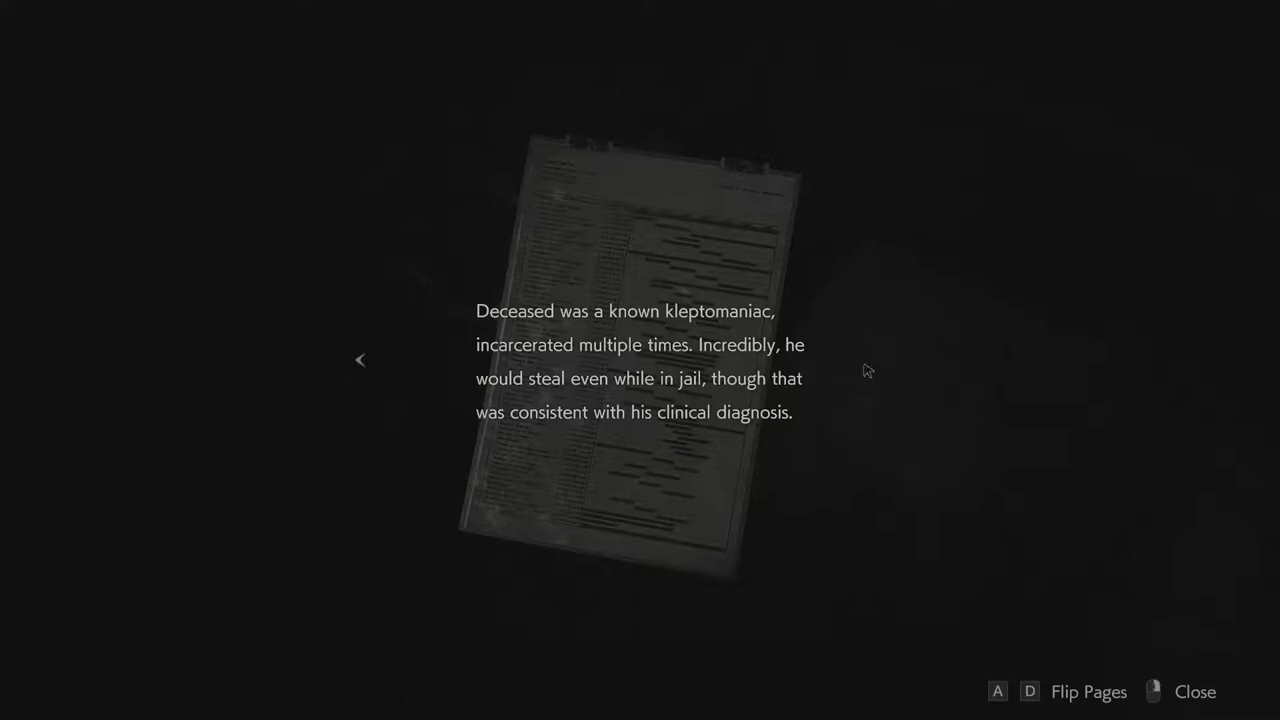 Deceased was a known kleptomaniac,
incarcerated multiple times. Incredibly, he
would steal even while in jail, though that
was consistent with his clinical diagnosis.
A D Flip Pages Close